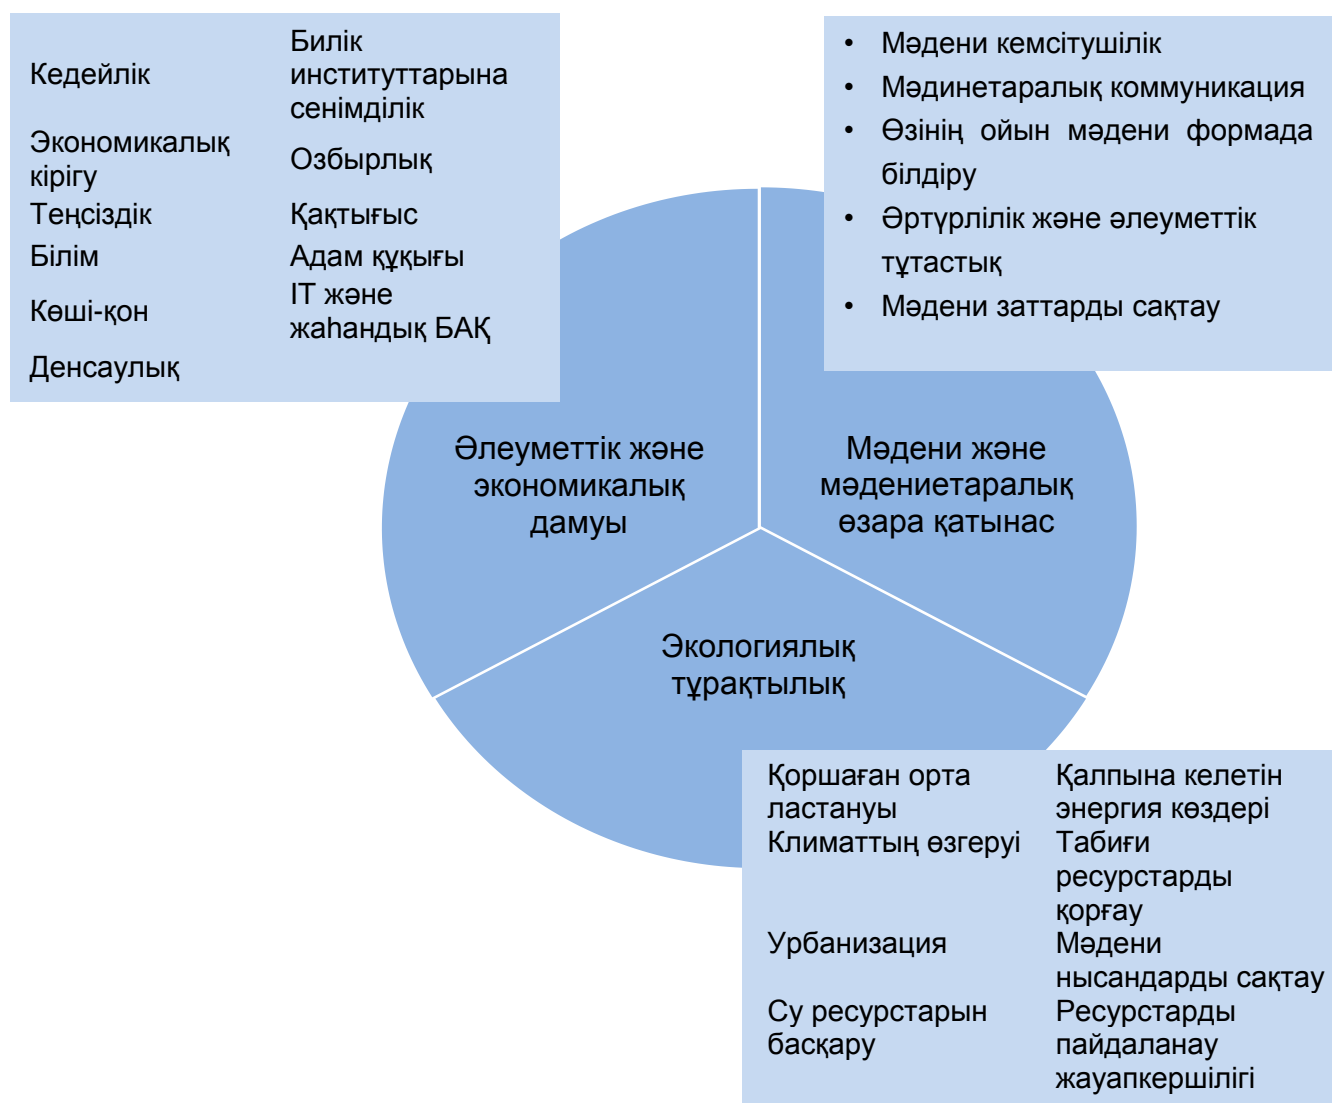 Кедейлік
Билік
институттарына
сенімділік
Экономикалық
кірігу
Озбырлық
Теңсіздік
Қақтығыс
Білім
Адам құқығы
Көші-қон
IT және
жаһандық БАҚ
Денсаулық
• Мәдени кемсітушілік
• Мәдинетаралық коммуникация
• Өзінің ойын мәдени формада
білдіру
• Әртүрлілік және әлеуметтік
тұтастық
• Мәдени заттарды сақтау
Әлеуметтік және
экономикалық
дамуы
Мәдени және
мәдениетаралық
өзара қатынас
Экологиялық
тұрақтылық
Қоршаған орта
ластануы
Қалпына келетін
энергия көздері
Климаттың өзгеруі
Табиғи
ресурстарды
қорғау
Урбанизация
Мәдени
нысандарды сақтау
Су ресурстарын
басқару
Ресурстарды
пайдаланау
жауапкершілігі